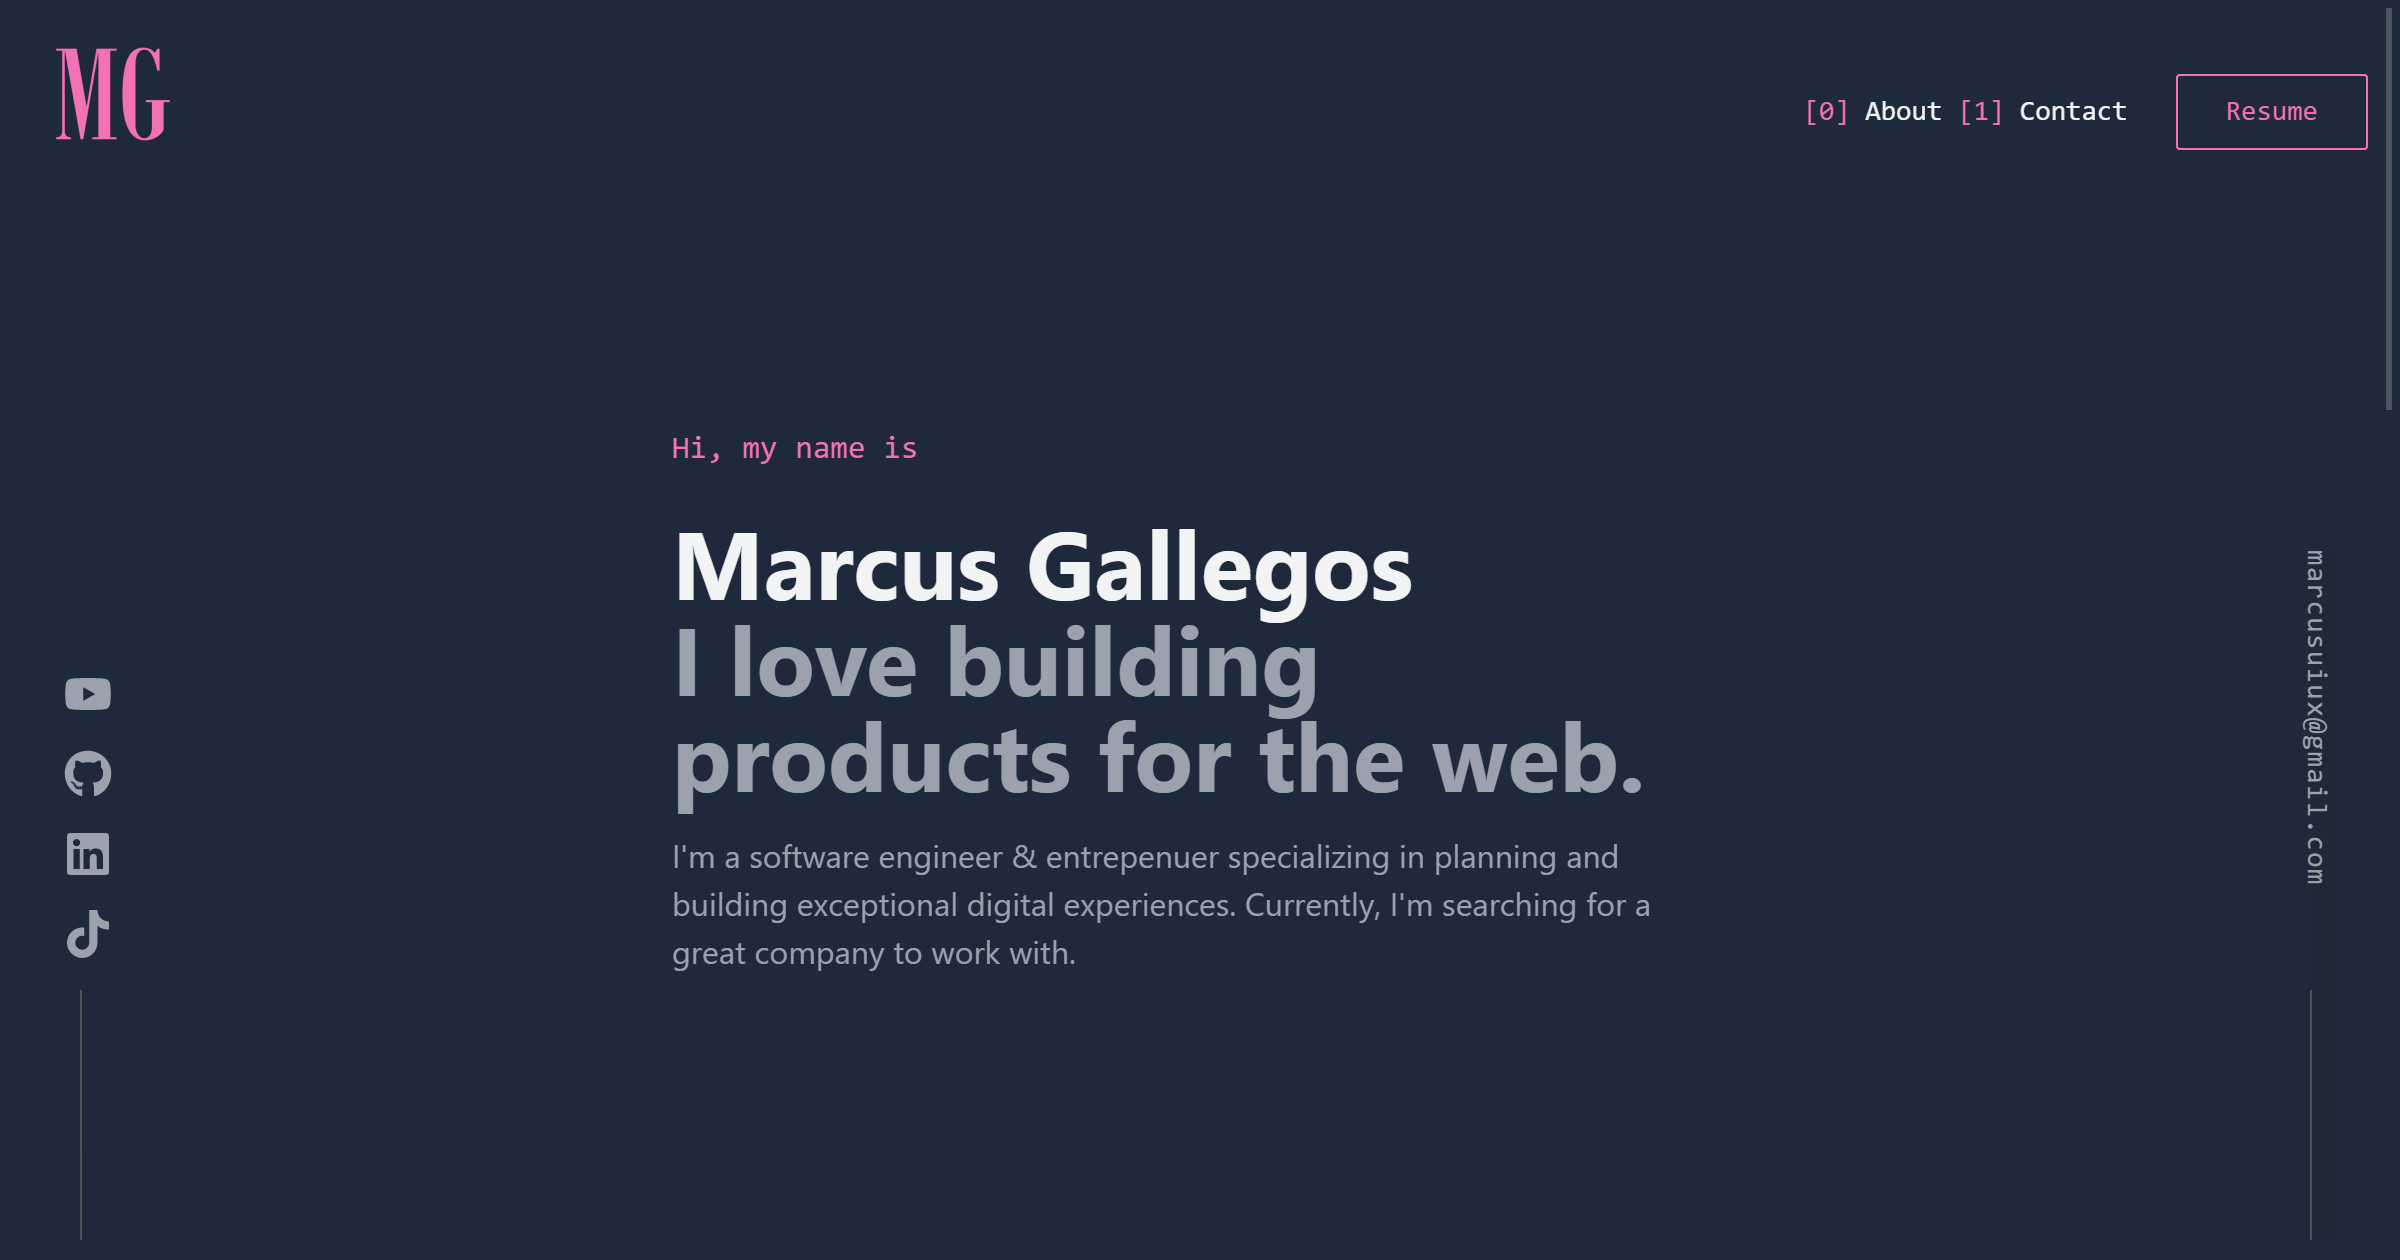 MG
[0] About [1] Contact
Resume
Hi, my name is
Marcus Gallegos
I love building
products for the web.
I'm a software engineer & entrepenuer specializing in planning and
building exceptional digital experiences. Currently, I'm searching for a
great company to work with.
marcusuiux@gmail.com